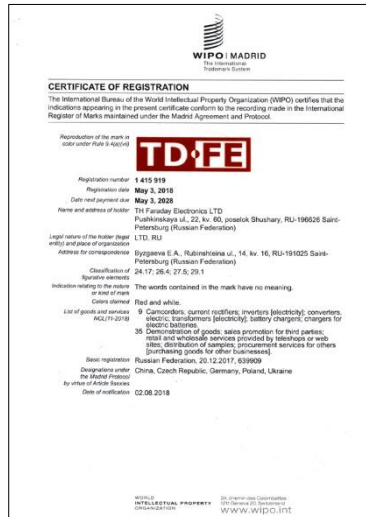 WIPO | MADRID
The International
Trademark System
CERTIFICATE OF REGISTRATION
The International Bureau of the World Intellectual Property Organization (WIPO) certifies that the
indications appearing in the present certificate conform to the recording made in the International
Register of Marks maintained under the Madrid Agreement and Protocol.
Reproduction of the mark in
color under Rule 9.4(a)(vii)
TD·FE
Registration number 1 415 919
Registration date May 3, 2018
Date next payment due May 3, 2028
Name and address of holder TH Faraday Electronics LTD
Pushkinskaya ul., 22, kv. 60, poselok Shushary, RU-196626 Saint-
Petersburg (Russian Federation)
Legal nature of the holder (legal
entity) and place of organization LTD, RU
Address for correspondence Byzgaeva E.A., Rubinshteina ul., 14, kv. 16, RU-191025 Saint-
Petersburg (Russian Federation)
Classification of
figurative elements 24.17; 26.4; 27.5; 29.1
Indication relating to the nature
or kind of mark The words contained in the mark have no meaning.
Colors claimed Red and white.
List of goods and services
NCL(11-2018) 9 Camcorders; current rectifiers; inverters [electricity]; converters,
electric; transformers [electricity]; battery chargers; chargers for
electric batteries.
35 Demonstration of goods; sales promotion for third parties;
retail and wholesale services provided by teleshops or web
sites; distribution of samples; procurement services for others
[purchasing goods for other businesses].
Basic registration Russian Federation, 20.12.2017, 639909
Designations under
the Madrid Protocol
by virtue of Article 9sexies China, Czech Republic, Germany, Poland, Ukraine
Date of notification 02.08.2018
WORLD
INTELLECTUAL PROPERTY
ORGANIZATION
34, chemin des Colombettes
1211 Geneva 20, Switzerland
www.wipo.int